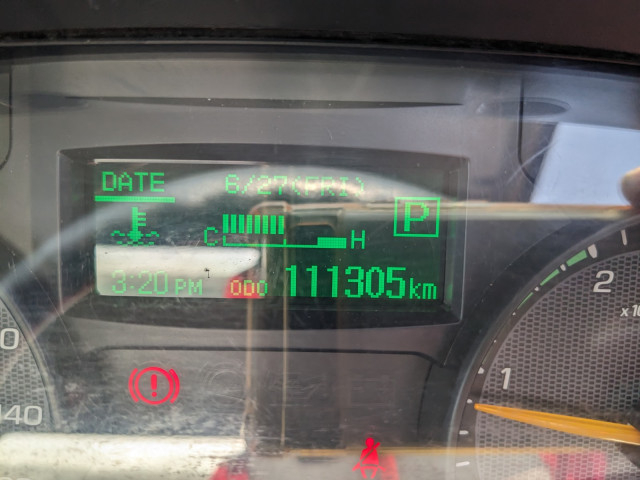 DATE 6/27(FRI)
P
C H
3:20 PM ODO 111305km
2
x10
1
0
140